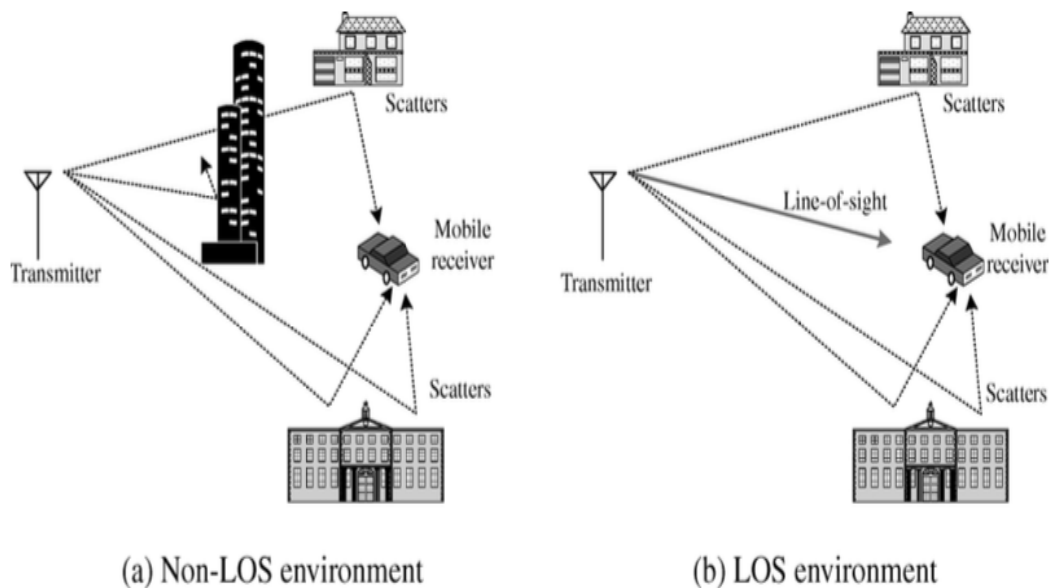 Scatters
Mobile
receiver
Transmitter
Scatters
(a) Non-LOS environment
Scatters
Line-of-sight
Mobile
receiver
Transmitter
Scatters
(b) LOS environment